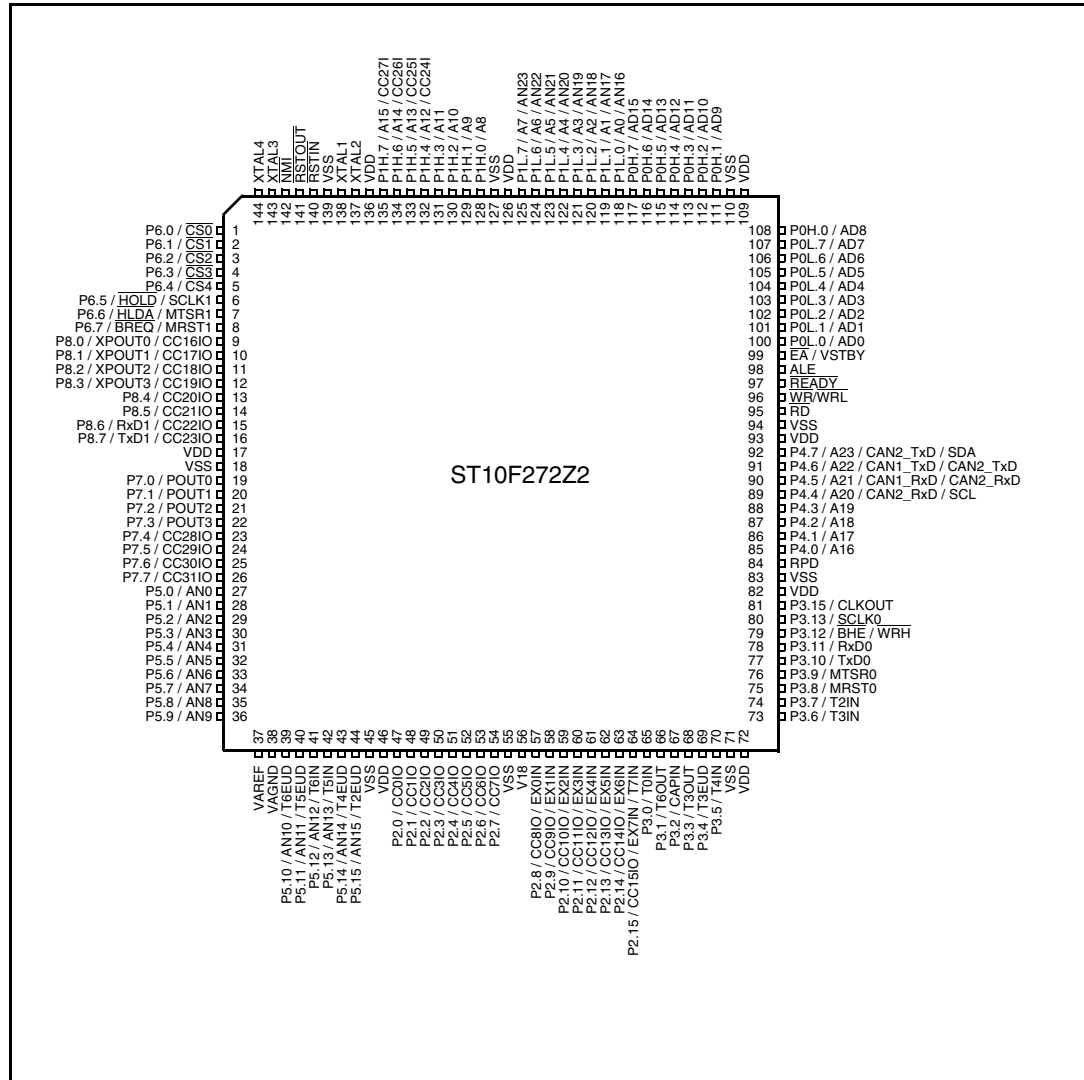 XTAL4
XTAL3
NMI
RSTOUT
RSTIN
VSS
XTAL1
XTAL2
VDD
P1H.7 / A15 / CC27I
P1H.6 / A14 / CC26I
P1H.5 / A13 / CC25I
P1H.4 / A12 / CC24I
P1H.3 / A11
P1H.2 / A10
P1H.1 / A9
P1H.0 / A8
VSS
VDD
P1L.7 / A7 / AN23
P1L.6 / A6 / AN22
P1L.5 / A5 / AN21
P1L.4 / A4 / AN20
P1L.3 / A3 / AN19
P1L.2 / A2 / AN18
P1L.1 / A1 / AN17
P1L.0 / A0 / AN16
P0H.7 / AD15
P0H.6 / AD14
P0H.5 / AD13
P0H.4 / AD12
P0H.3 / AD11
P0H.2 / AD10
P0H.1 / AD9
VSS
VDD
144
143
142
141
140
139
138
137
136
135
134
133
132
131
130
129
128
127
126
125
124
123
122
121
120
119
118
117
116
115
114
113
112
111
110
109
P6.0 / CS0 1
P6.1 / CS1 2
P6.2 / CS2 3
P6.3 / CS3 4
P6.4 / CS4 5
P6.5 / HOLD / SCLK1 6
P6.6 / HLDA / MTSR1 7
P6.7 / BREQ / MRST1 8
P8.0 / XPOUT0 / CC16IO 9
P8.1 / XPOUT1 / CC17IO 10
P8.2 / XPOUT2 / CC18IO 11
P8.3 / XPOUT3 / CC19IO 12
P8.4 / CC20IO 13
P8.5 / CC21IO 14
P8.6 / RxD1 / CC22IO 15
P8.7 / TxD1 / CC23IO 16
VDD 17
VSS 18
P7.0 / POUT0 19
P7.1 / POUT1 20
P7.2 / POUT2 21
P7.3 / POUT3 22
P7.4 / CC28IO 23
P7.5 / CC29IO 24
P7.6 / CC30IO 25
P7.7 / CC31IO 26
P5.0 / AN0 27
P5.1 / AN1 28
P5.2 / AN2 29
P5.3 / AN3 30
P5.4 / AN4 31
P5.5 / AN5 32
P5.6 / AN6 33
P5.7 / AN7 34
P5.8 / AN8 35
P5.9 / AN9 36
ST10F272Z2
108 P0H.0 / AD8
107 P0L.7 / AD7
106 P0L.6 / AD6
105 P0L.5 / AD5
104 P0L.4 / AD4
103 P0L.3 / AD3
102 P0L.2 / AD2
101 P0L.1 / AD1
100 P0L.0 / AD0
99 EA / VSTBY
98 ALE
97 READY
96 WR/WRL
95 RD
94 VSS
93 VDD
92 P4.7 / A23 / CAN2_TxD / SDA
91 P4.6 / A22 / CAN1_TxD / CAN2_TxD
90 P4.5 / A21 / CAN1_RxD / CAN2_RxD
89 P4.4 / A20 / CAN2_RxD / SCL
88 P4.3 / A19
87 P4.2 / A18
86 P4.1 / A17
85 P4.0 / A16
84 RPD
83 VSS
82 VDD
81 P3.15 / CLKOUT
80 P3.13 / SCLK0
79 P3.12 / BHE / WRH
78 P3.11 / RxD0
77 P3.10 / TxD0
76 P3.9 / MTSR0
75 P3.8 / MRST0
74 P3.7 / T2IN
73 P3.6 / T3IN
37
38
39
40
41
42
43
44
45
46
47
48
49
50
51
52
53
54
55
56
57
58
59
60
61
62
63
64
65
66
67
68
69
70
71
72
VAREF
VAGND
P5.10 / AN10 / T6EUD
P5.11 / AN11 / T5EUD
P5.12 / AN12 / T6IN
P5.13 / AN13 / T5IN
P5.14 / AN14 / T4EUD
P5.15 / AN15 / T2EUD
VSS
VDD
P2.0 / CC0IO
P2.1 / CC1IO
P2.2 / CC2IO
P2.3 / CC3IO
P2.4 / CC4IO
P2.5 / CC5IO
P2.6 / CC6IO
P2.7 / CC7IO
VSS
V18
P2.8 / CC8IO / EX0IN
P2.9 / CC9IO / EX1IN
P2.10 / CC10IO / EX2IN
P2.11 / CC11IO / EX3IN
P2.12 / CC12IO / EX4IN
P2.13 / CC13IO / EX5IN
P2.14 / CC14IO / EX6IN
P2.15 / CC15IO / EX7IN / T7IN
P3.0 / T0IN
P3.1 / T6OUT
P3.2 / CAPIN
P3.3 / T3OUT
P3.4 / T3EUD
P3.5 / T4IN
VSS
VDD